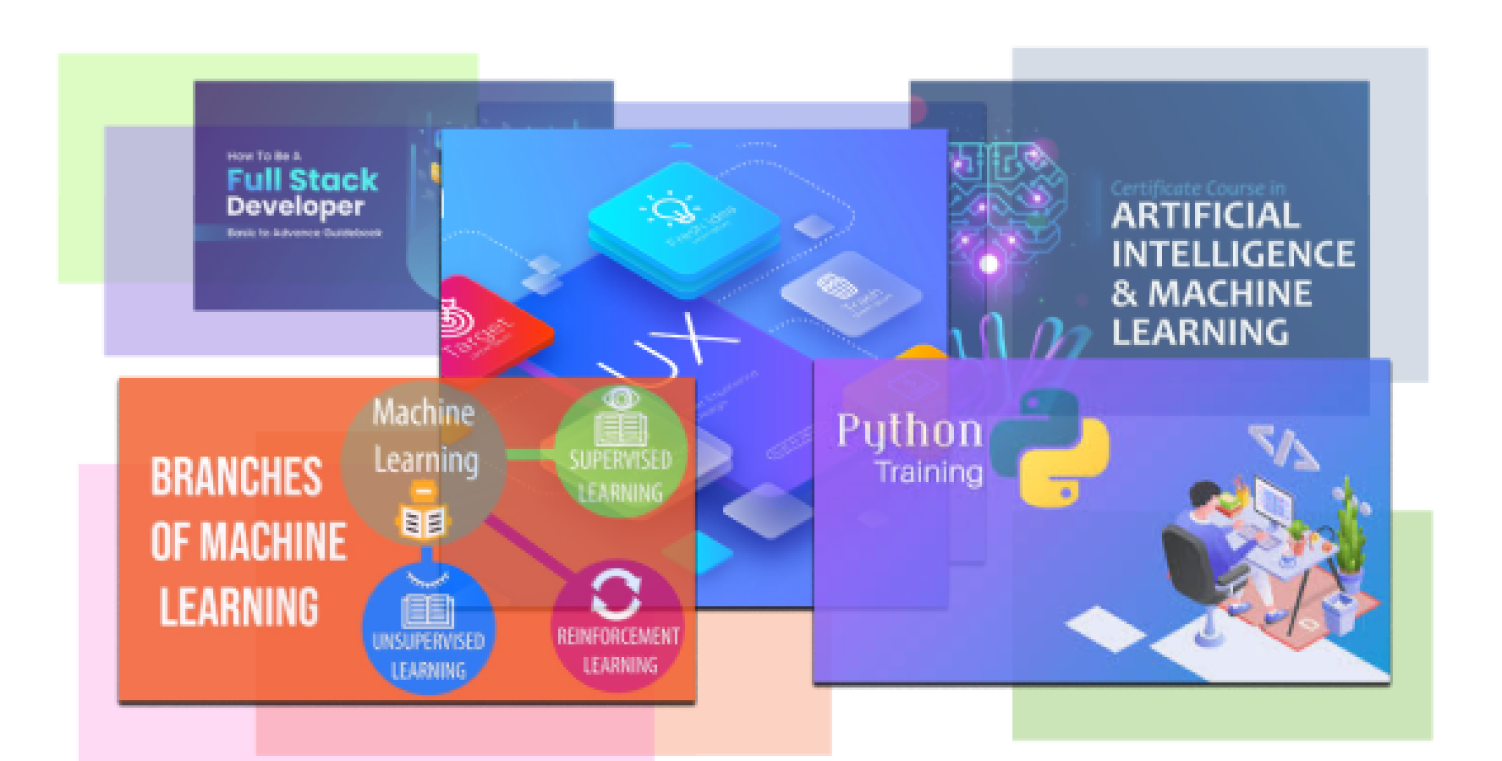 How To Be A
Full Stack
Developer
Basic to Advance Guidebook
Fresh Idea
Target
Trash
UX
Certificate Course in
ARTIFICIAL
INTELLIGENCE
& MACHINE
LEARNING
BRANCHES
OF MACHINE
LEARNING
Machine
Learning
SUPERVISED
LEARNING
UNSUPERVISED
LEARNING
REINFORCEMENT
LEARNING
Python
Training